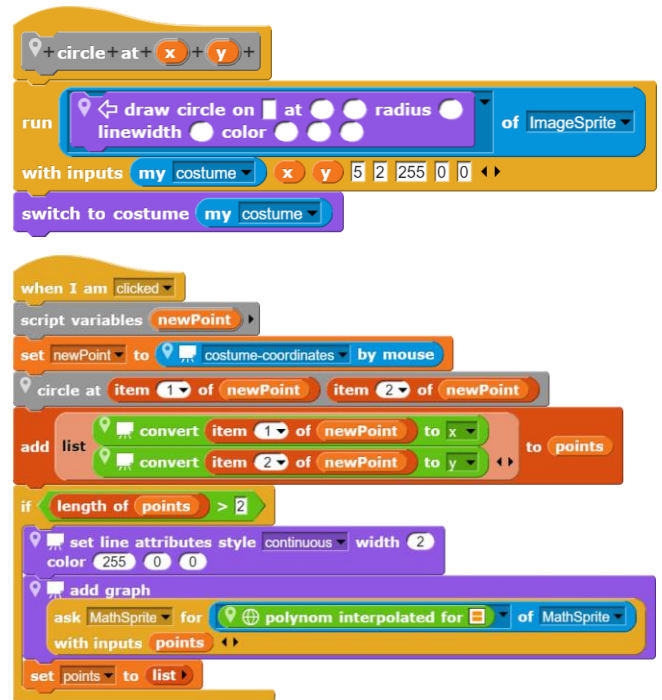 +circle+at+ x + y +
run draw circle on at radius linewidth color of ImageSprite
with inputs my costume x y 5 2 255 0 0
switch to costume my costume
when I am clicked
script variables newPoint
set newPoint to costume-coordinates by mouse
circle at item 1 of newPoint item 2 of newPoint
add list convert item 1 of newPoint to x
convert item 2 of newPoint to y to points
if length of points > 2
set line attributes style continuous width 2
color 255 0 0
add graph
ask MathSprite for polynom interpolated for of MathSprite
with inputs points
set points to list